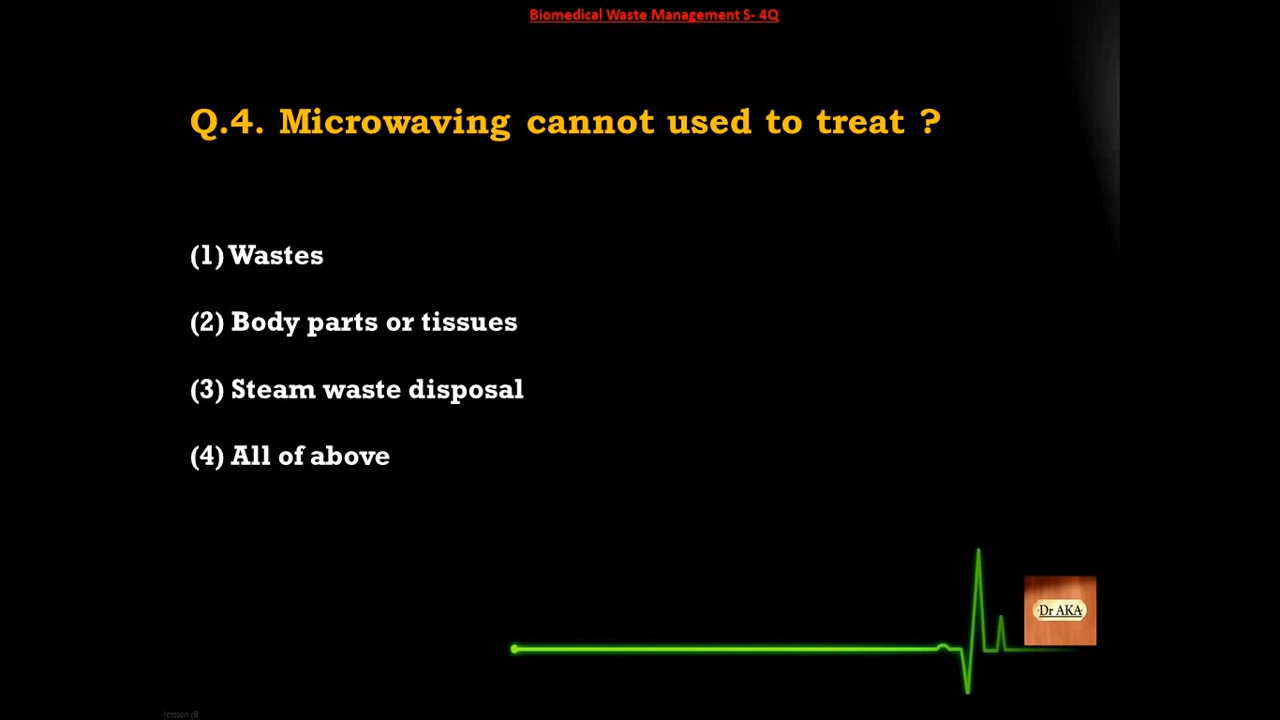 Biomedical Waste Management S- 4Q
Q.4. Microwaving cannot used to treat ?
(1) Wastes
(2) Body parts or tissues
(3) Steam waste disposal
(4) All of above
Dr AKA